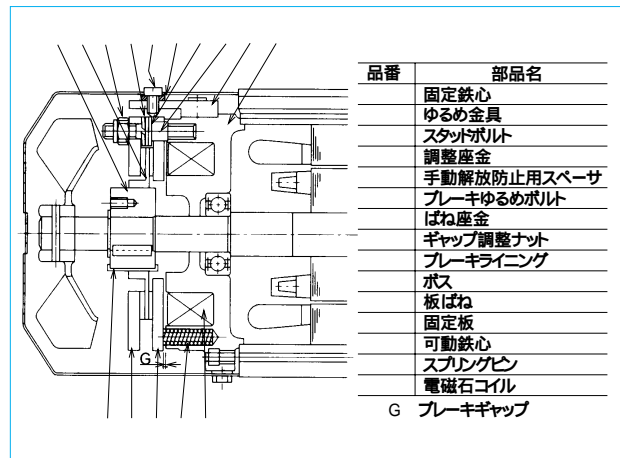 品番 部品名
固定鉄心
ゆるめ金具
スタッドボルト
調整座金
手動解放防止用スペーサ
ブレーキゆるめボルト
ばね座金
ギャップ調整ナット
ブレーキライニング
ボス
板ばね
固定板
可動鉄心
スプリングピン
電磁石コイル
G ブレーキギャップ
G